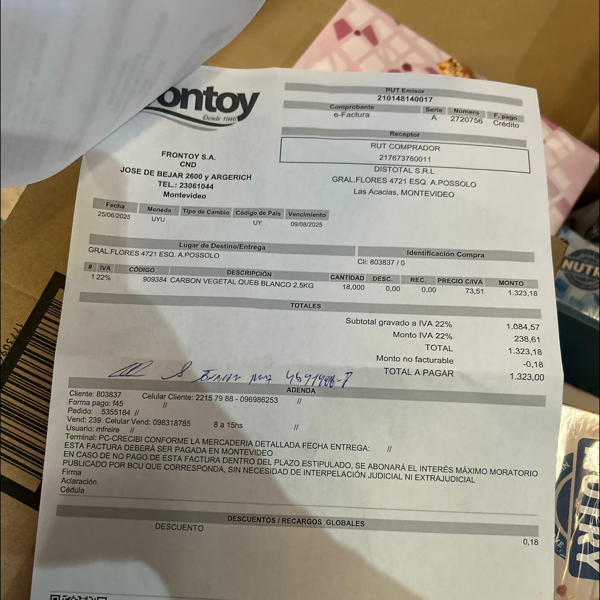 ontoy
Desde 1946
FRONTOY S.A.
CND
JOSE DE BEJAR 2600 y ARGERICH
TEL.: 23061044
Montevideo
RUT Emisor
210148140017
Comprobante Serie Número F. pago
e-Factura A 2720756 Crédito
Receptor
RUT COMPRADOR
217673760011
DISTOTAL S.R.L
GRAL.FLORES 4721 ESQ. A.POSSOLO
Las Acacias, MONTEVIDEO
Fecha Moneda Tipo de Cambio Código de País Vencimiento
25/06/2025 UYU UY 09/08/2025
Lugar de Destino/Entrega Identificación Compra
GRAL.FLORES 4721 ESQ. A.POSSOLO CI: 803837 / 0
# IVA CÓDIGO DESCRIPCIÓN CANTIDAD DESC. REC. PRECIO C/IVA MONTO
1 22% 909384 CARBON VEGETAL QUEB BLANCO 2.5KG 18,000 0,00 0,00 73,51 1.323,18
TOTALES
Subtotal gravado a IVA 22% 1.084,57
Monto IVA 22% 238,61
TOTAL 1.323,18
Monto no facturable -0,18
TOTAL A PAGAR 1.323,00
ADENDA
Cliente: 803837 Celular Cliente: 2215 79 88 - 096986253 //
Forma pago: f45 //
Pedido: 5355184 //
Vend: 239 Celular Vend: 098318785 8 a 15hs //
Usuario: mfreire //
Terminal: PC-CRECIBI CONFORME LA MERCADERIA DETALLADA FECHA ENTREGA: //
ESTA FACTURA DEBERÁ SER PAGADA EN MONTEVIDEO
EN CASO DE NO PAGO DE ESTA FACTURA DENTRO DEL PLAZO ESTIPULADO, SE ABONARÁ EL INTERÉS MÁXIMO MORATORIO
PUBLICADO POR BCU QUE CORRESPONDA, SIN NECESIDAD DE INTERPELACIÓN JUDICIAL NI EXTRAJUDICIAL
Firma
Aclaración
Cédula
DESCUENTOS / RECARGOS GLOBALES
DESCUENTO 0,18
NUTRI
NUTRY